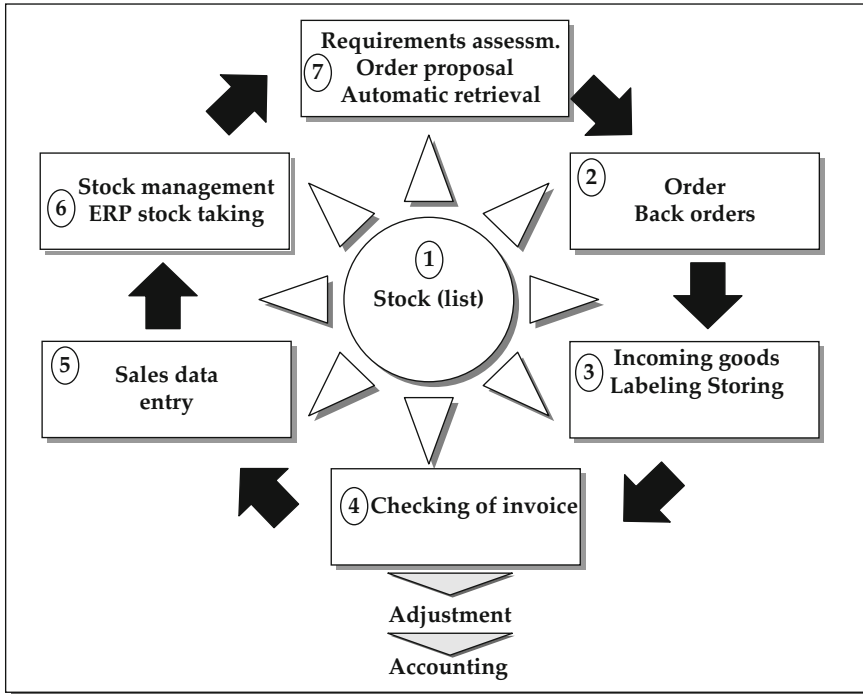 Requirements assessm.
7 Order proposal
Automatic retrieval
2
Order
Back orders
6
Stock management
ERP stock taking
1
Stock (list)
3
Incoming goods
Labeling Storing
5
Sales data
entry
4 Checking of invoice
Adjustment
Accounting